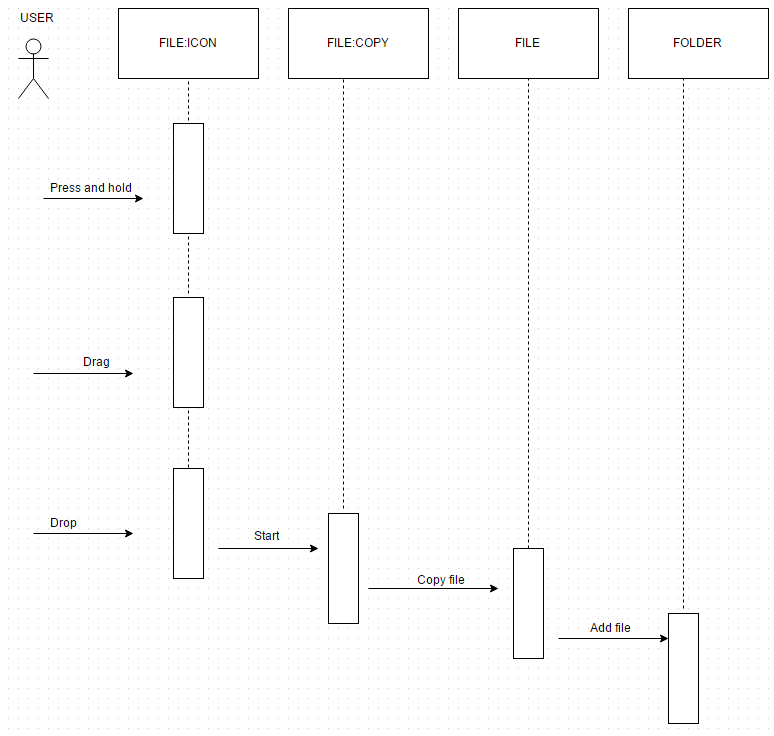 USER
FILE:ICON
FILE:COPY
FILE
FOLDER
Press and hold
Drag
Drop
Start
Copy file
Add file